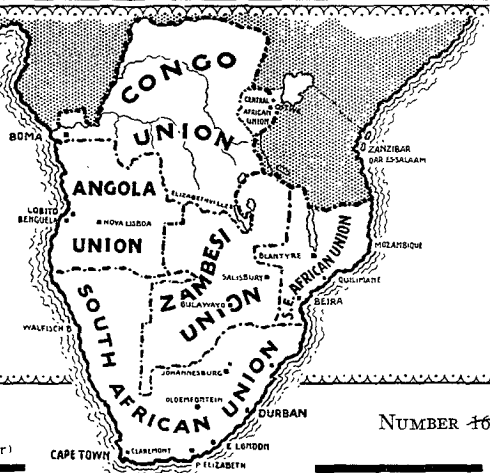 CONGO
UNION
CENTRAL
AFRICAN
UNION
BOMA
ZANZIBAR
DAR ES-SALAAM
ANGOLA
UNION
ELIZABETHVILLE
LOBITO
BENGUELA
NOVA LISBOA
ZAMBESI
UNION
BLANTYRE
S.E. AFRICAN UNION
MOZAMBIQUE
QUILIMANE
SALISBURY
BULAWAYO
BEIRA
SOUTH AFRICAN UNION
WALFISCH B
JOHANNESBURG
OLOEMFONTEIN
DURBAN
NUMBER 16
CAPE TOWN
CLAREMONT
E LONDON
P ELIZABETH
r)